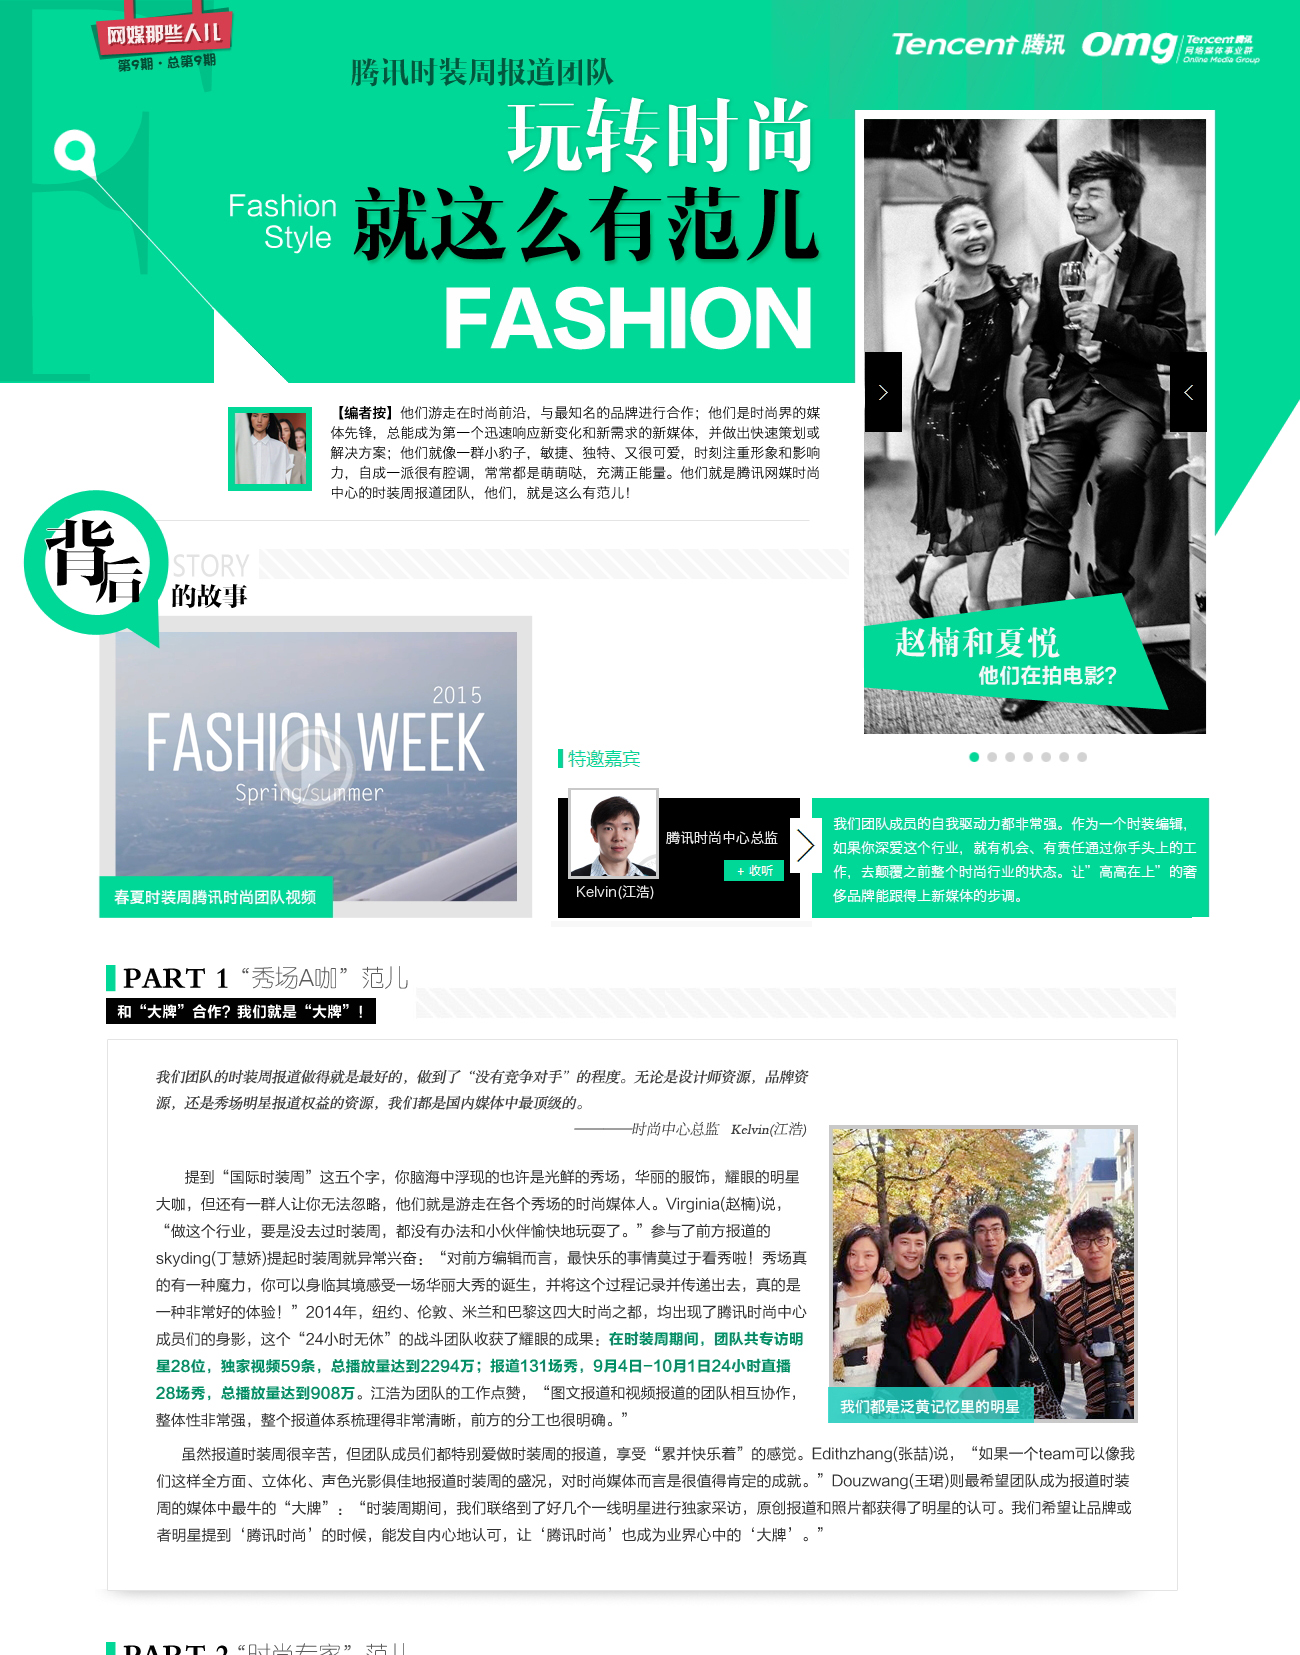 网媒那些人儿
第9期·总第9期
Tencent 腾讯
omg
Tencent 腾讯
网络媒体事业群
Online Media Group
腾讯时装周报道团队
玩转时尚
Fashion
Style
就这么有范儿
FASHION
【编者按】他们游走在时尚前沿，与最知名的品牌进行合作；他们是时尚界的媒
体先锋，总能成为第一个迅速响应新变化和新需求的新媒体，并做出快速策划或
解决方案；他们就像一群小豹子，敏捷、独特、又很可爱，时刻注重形象和影响
力，自成一派很有腔调，常常都是萌萌哒，充满正能量。他们就是腾讯网媒时尚
中心的时装周报道团队，他们，就是这么有范儿！
赵楠和夏悦
他们在拍电影？
背后
STORY
的故事
2015
FASHION WEEK
Spring/summer
春夏时装周腾讯时尚团队视频
特邀嘉宾
腾讯时尚中心总监
+ 收听
Kelvin(江浩)
我们团队成员的自我驱动力都非常强。作为一个时装编辑，
如果你深爱这个行业，就有机会、有责任通过你手头上的工
作，去颠覆之前整个时尚行业的状态。让”高高在上”的奢
侈品牌能跟得上新媒体的步调。
PART 1 “秀场A咖”范儿
和“大牌”合作？我们就是“大牌”！
我们团队的时装周报道做得就是最好的，做到了“没有竞争对手”的程度。无论是设计师资源，品牌资
源，还是秀场明星报道权益的资源，我们都是国内媒体中最顶级的。
————时尚中心总监 Kelvin(江浩)
提到“国际时装周”这五个字，你脑海中浮现的也许是光鲜的秀场，华丽的服饰，耀眼的明星
大咖，但还有一群人让你无法忽略，他们就是游走在各个秀场的时尚媒体人。Virginia(赵楠)说，
“做这个行业，要是没去过时装周，都没有办法和小伙伴愉快地玩耍了。”参与了前方报道的
skyding(丁慧娇)提起时装周就异常兴奋：“对前方编辑而言，最快乐的事情莫过于看秀啦！秀场真
的有一种魔力，你可以身临其境感受一场华丽大秀的诞生，并将这个过程记录并传递出去，真的是
一种非常好的体验！”2014年，纽约、伦敦、米兰和巴黎这四大时尚之都，均出现了腾讯时尚中心
成员们的身影，这个“24小时无休”的战斗团队收获了耀眼的成果：在时装周期间，团队共专访明
星28位，独家视频59条，总播放量达到2294万；报道131场秀，9月4日-10月1日24小时直播
28场秀，总播放量达到908万。江浩为团队的工作点赞，“图文报道和视频报道的团队相互协作，
整体性非常强，整个报道体系梳理得非常清晰，前方的分工也很明确。”
我们都是泛黄记忆里的明星
虽然报道时装周很辛苦，但团队成员们都特别爱做时装周的报道，享受“累并快乐着”的感觉。Edithzhang(张喆)说，“如果一个team可以像我
们这样全方面、立体化、声色光影俱佳地报道时装周的盛况，对时尚媒体而言是很值得肯定的成就。”Douzwang(王珺)则最希望团队成为报道时装
周的媒体中最牛的“大牌”：“时装周期间，我们联络到了好几个一线明星进行独家采访，原创报道和照片都获得了明星的认可。我们希望让品牌或
者明星提到‘腾讯时尚’的时候，能发自内心地认可，让‘腾讯时尚’也成为业界心中的‘大牌’。”
PART 2 “时尚专家”范儿